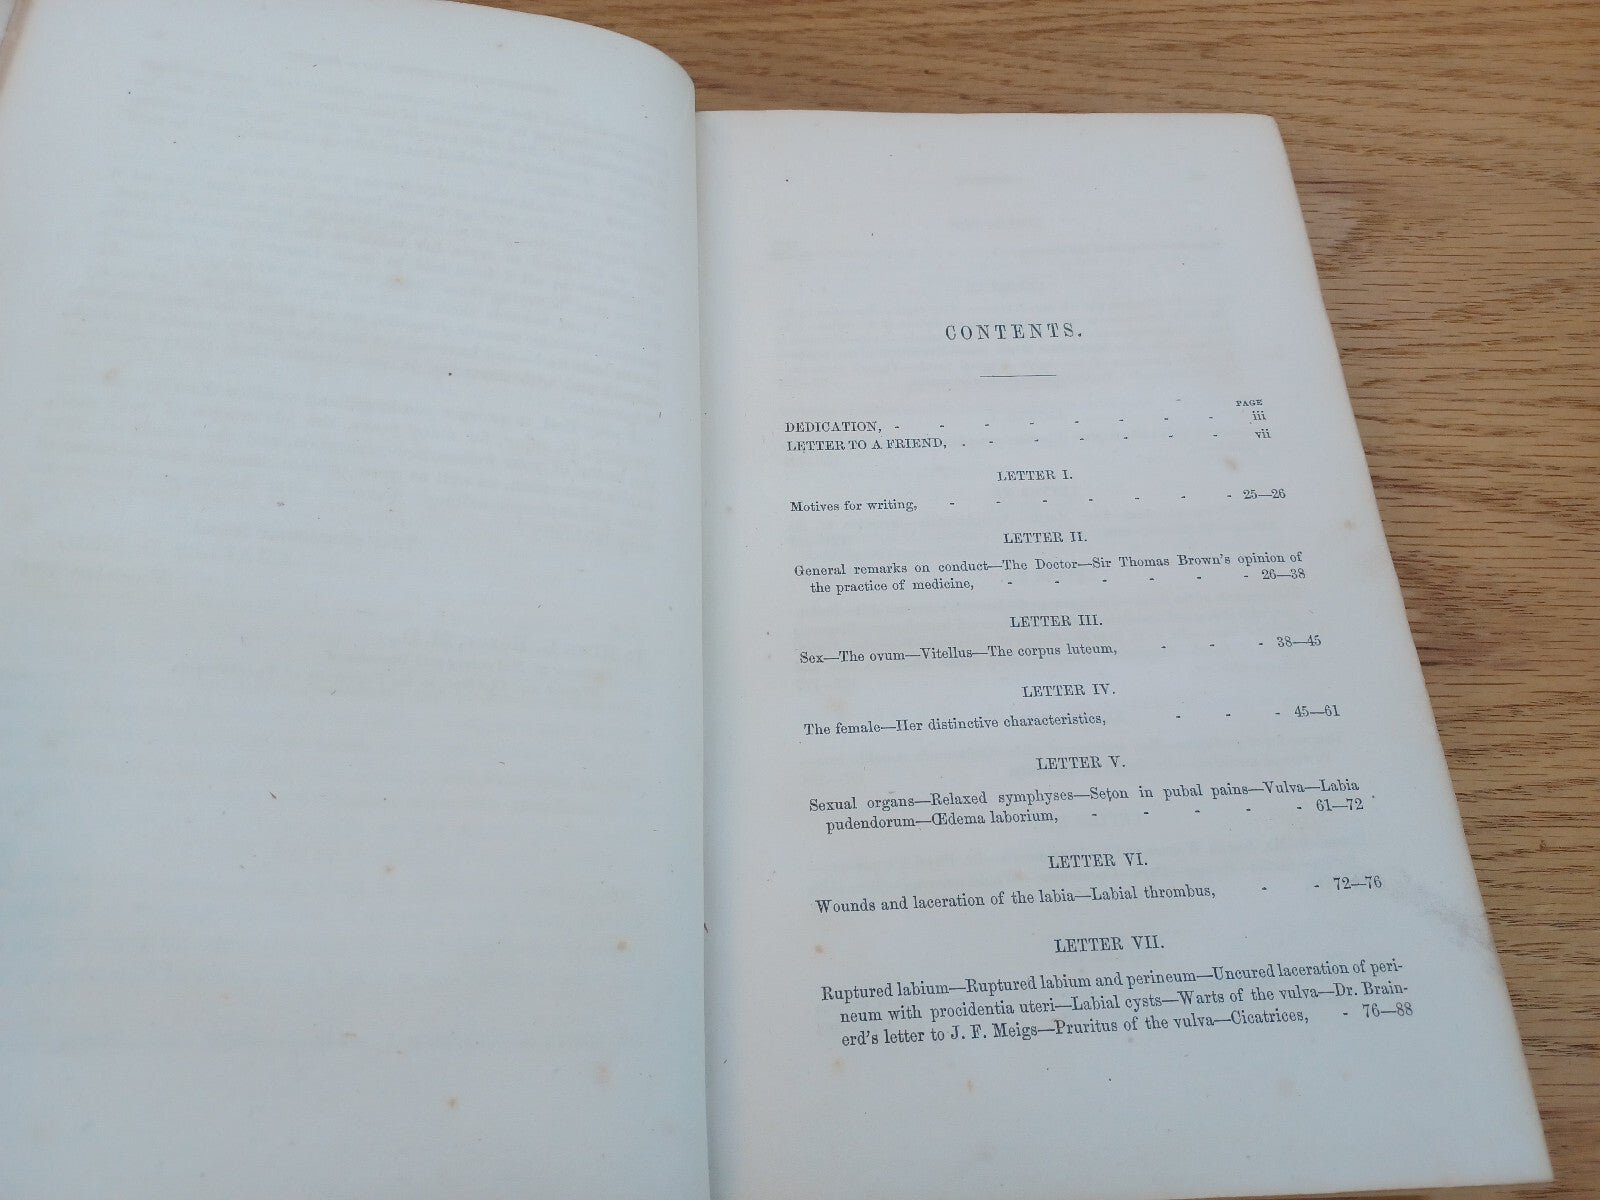 CONTENTS.
PAGE
DEDICATION, - - - - - - - - iii
LETTER TO A FRIEND, . - - - - - - vii
LETTER I.
Motives for writing, - - - - - - - 25—26
LETTER II.
General remarks on conduct—The Doctor—Sir Thomas Brown's opinion of
the practice of medicine, - - - - - - 26—38
LETTER III.
Sex—The ovum—Vitellus—The corpus luteum, - - - 38—45
LETTER IV.
The female—Her distinctive characteristics, - - - 45—61
LETTER V.
Sexual organs—Relaxed symphyses—Seton in pubal pains—Vulva—Labia
pudendorum—Œdema laborium, - - - - - 61—72
LETTER VI.
Wounds and laceration of the labia—Labial thrombus, - - 72—76
LETTER VII.
Ruptured labium—Ruptured labium and perineum—Uncured laceration of peri-
neum with procidentia uteri—Labial cysts—Warts of the vulva—Dr. Brain-
erd's letter to J. F. Meigs—Pruritus of the vulva—Cicatrices, - 76—88